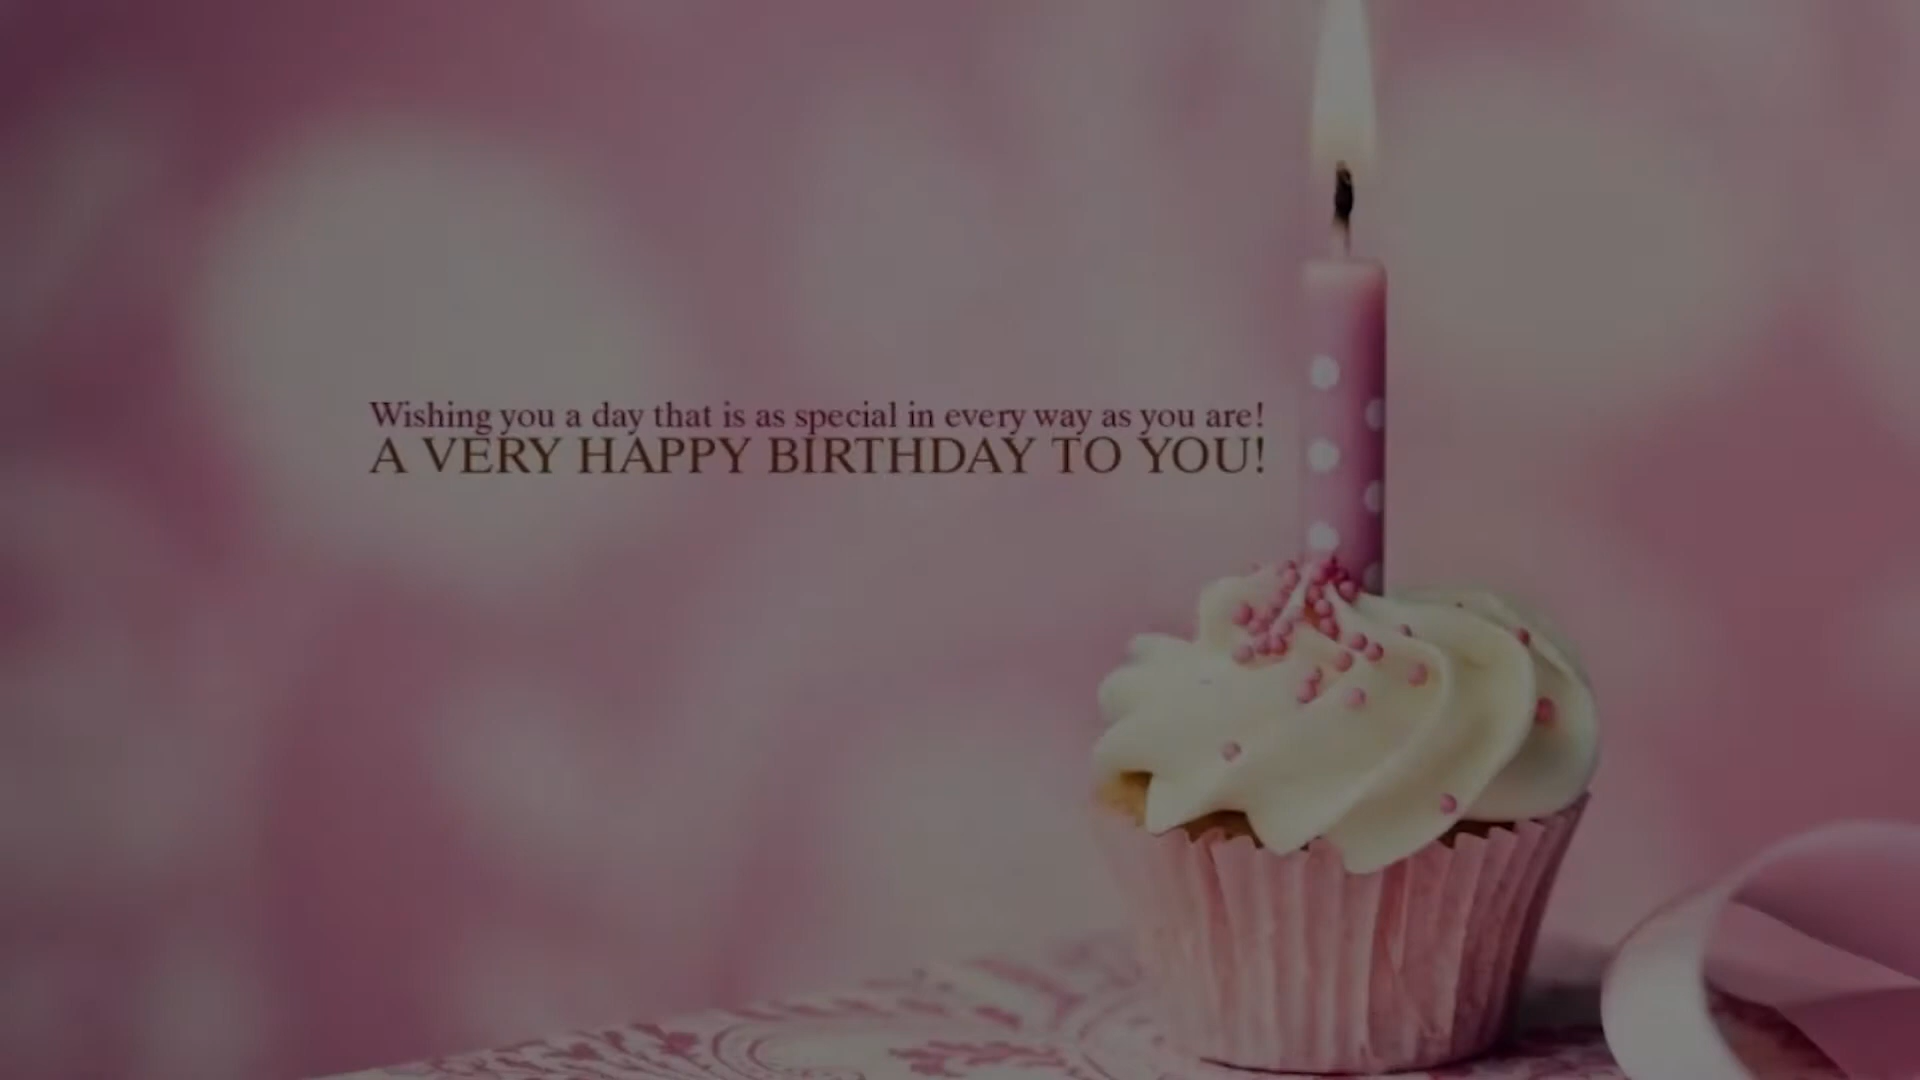 Wishing you a day that is as special in every way as you are!
A VERY HAPPY BIRTHDAY TO YOU!